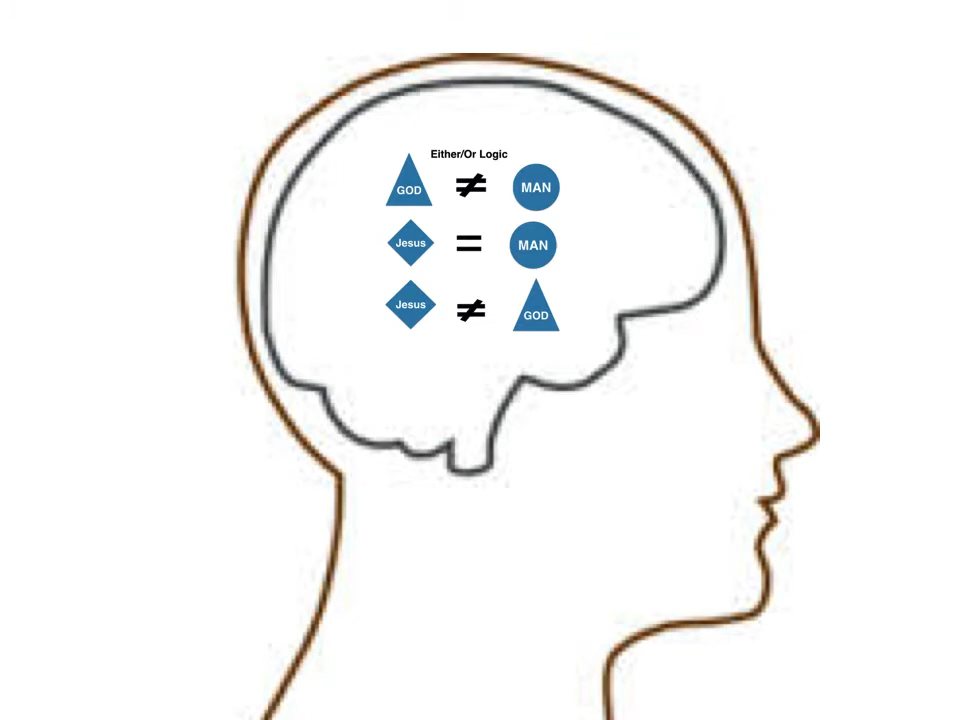 Either/Or Logic
GOD ≠ MAN
Jesus = MAN
Jesus ≠ GOD